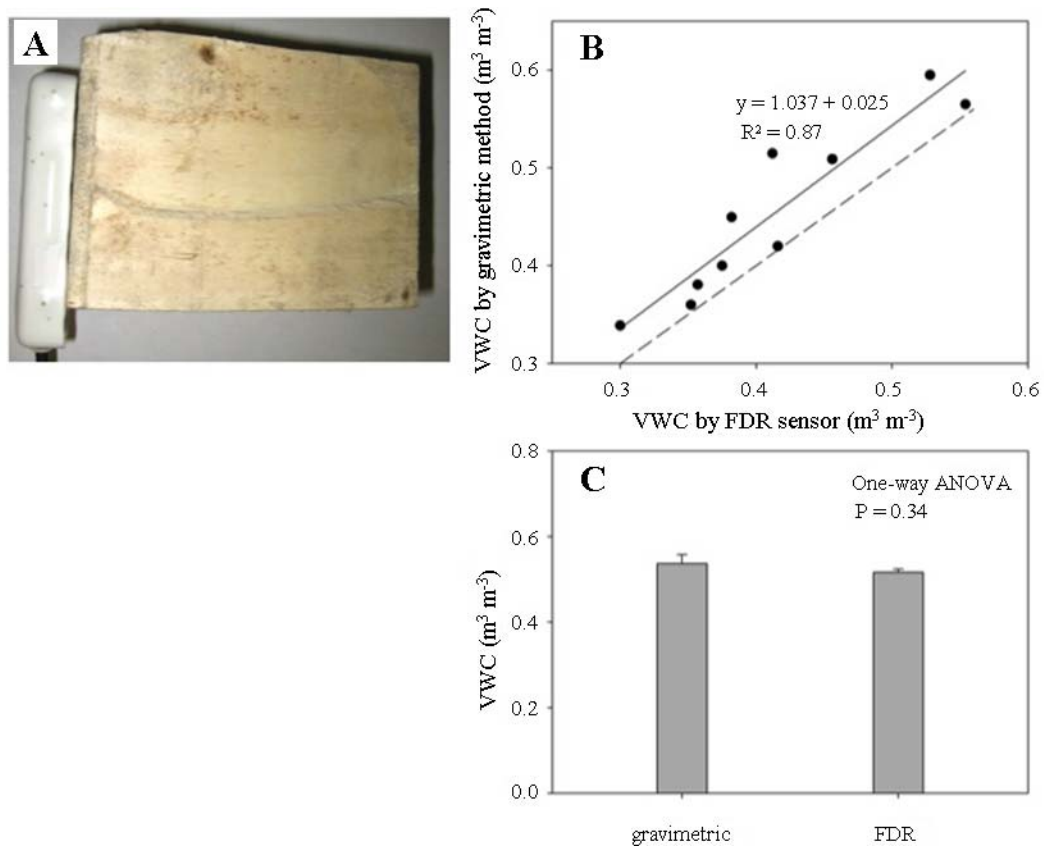 A
B
y = 1.037 + 0.025
R² = 0.87
VWC by gravimetric method (m³ m⁻³)
0.6
0.5
0.4
0.3
0.3 0.4 0.5 0.6
VWC by FDR sensor (m³ m⁻³)
C
One-way ANOVA
P = 0.34
VWC (m³ m⁻³)
0.8
0.6
0.4
0.2
0.0
gravimetric FDR